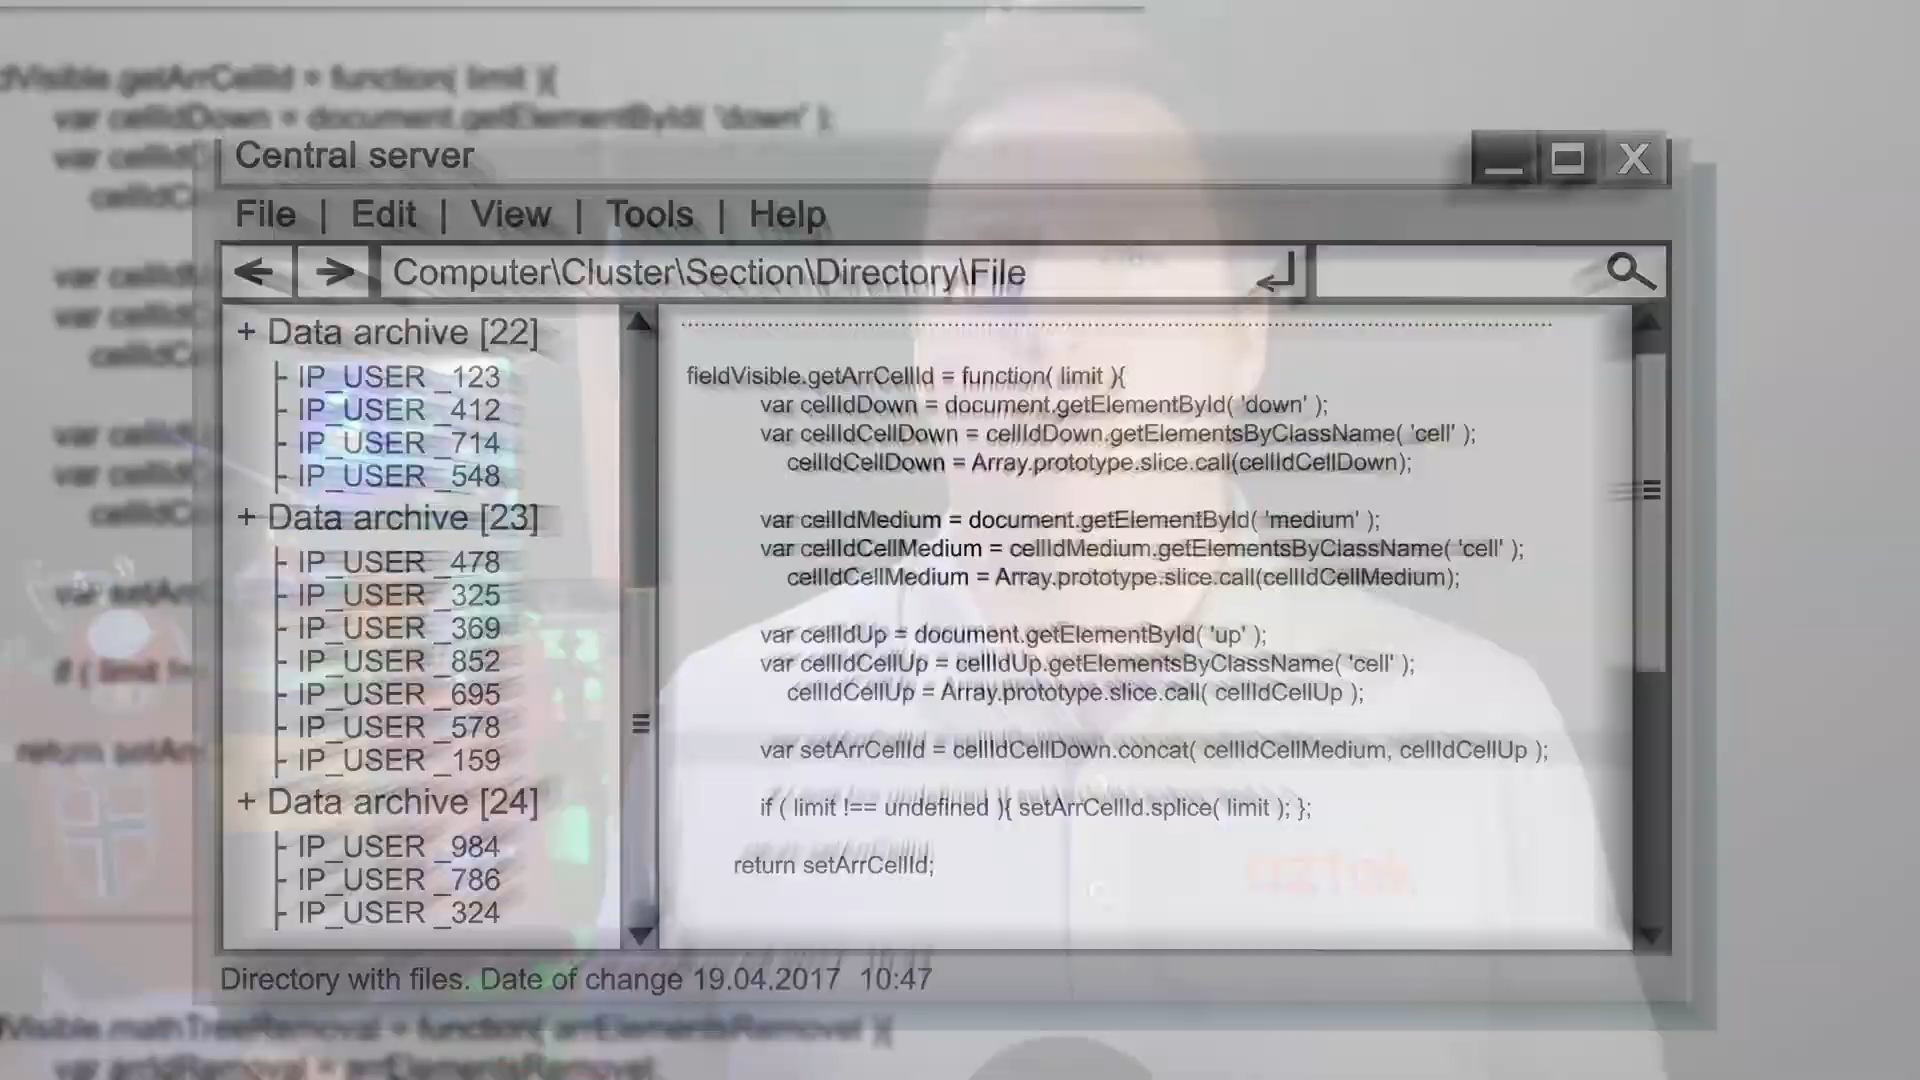 var cellIdDown = document.getElementById( 'down' );
Central server
File | Edit | View | Tools | Help
Computer\Cluster\Section\Directory\File
+ Data archive [22]
IP_USER _123
IP_USER _412
IP_USER _714
IP_USER _548
+ Data archive [23]
IP_USER _478
IP_USER _325
IP_USER _369
IP_USER _852
IP_USER _695
IP_USER _578
IP_USER _159
+ Data archive [24]
IP_USER _984
IP_USER _786
IP_USER _324
fieldVisible.getArrCellId = function( limit ){
var cellIdDown = document.getElementById( 'down' );
var cellIdCellDown = cellIdDown.getElementsByClassName( 'cell' );
cellIdCellDown = Array.prototype.slice.call(cellIdCellDown);
var cellIdMedium = document.getElementById( 'medium' );
var cellIdCellMedium = cellIdMedium.getElementsByClassName( 'cell' );
cellIdCellMedium = Array.prototype.slice.call(cellIdCellMedium);
var cellIdUp = document.getElementById( 'up' );
var cellIdCellUp = cellIdUp.getElementsByClassName( 'cell' );
cellIdCellUp = Array.prototype.slice.call( cellIdCellUp );
var setArrCellId = cellIdCellDown.concat( cellIdCellMedium, cellIdCellUp );
if ( limit !== undefined ){ setArrCellId.splice( limit ); };
return setArrCellId;
Directory with files. Date of change 19.04.2017 10:47